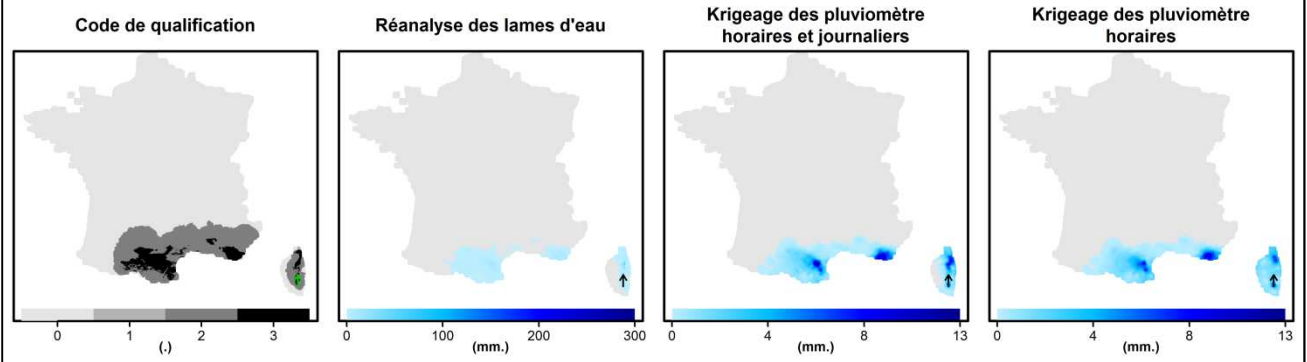 Code de qualification
Réanalyse des lames d'eau
Krigeage des pluviomètre
horaires et journaliers
Krigeage des pluviomètre
horaires
0 1 2 3
(.)
0 100 200 300
(mm.)
0 4 8 13
(mm.)
0 4 8 13
(mm.)